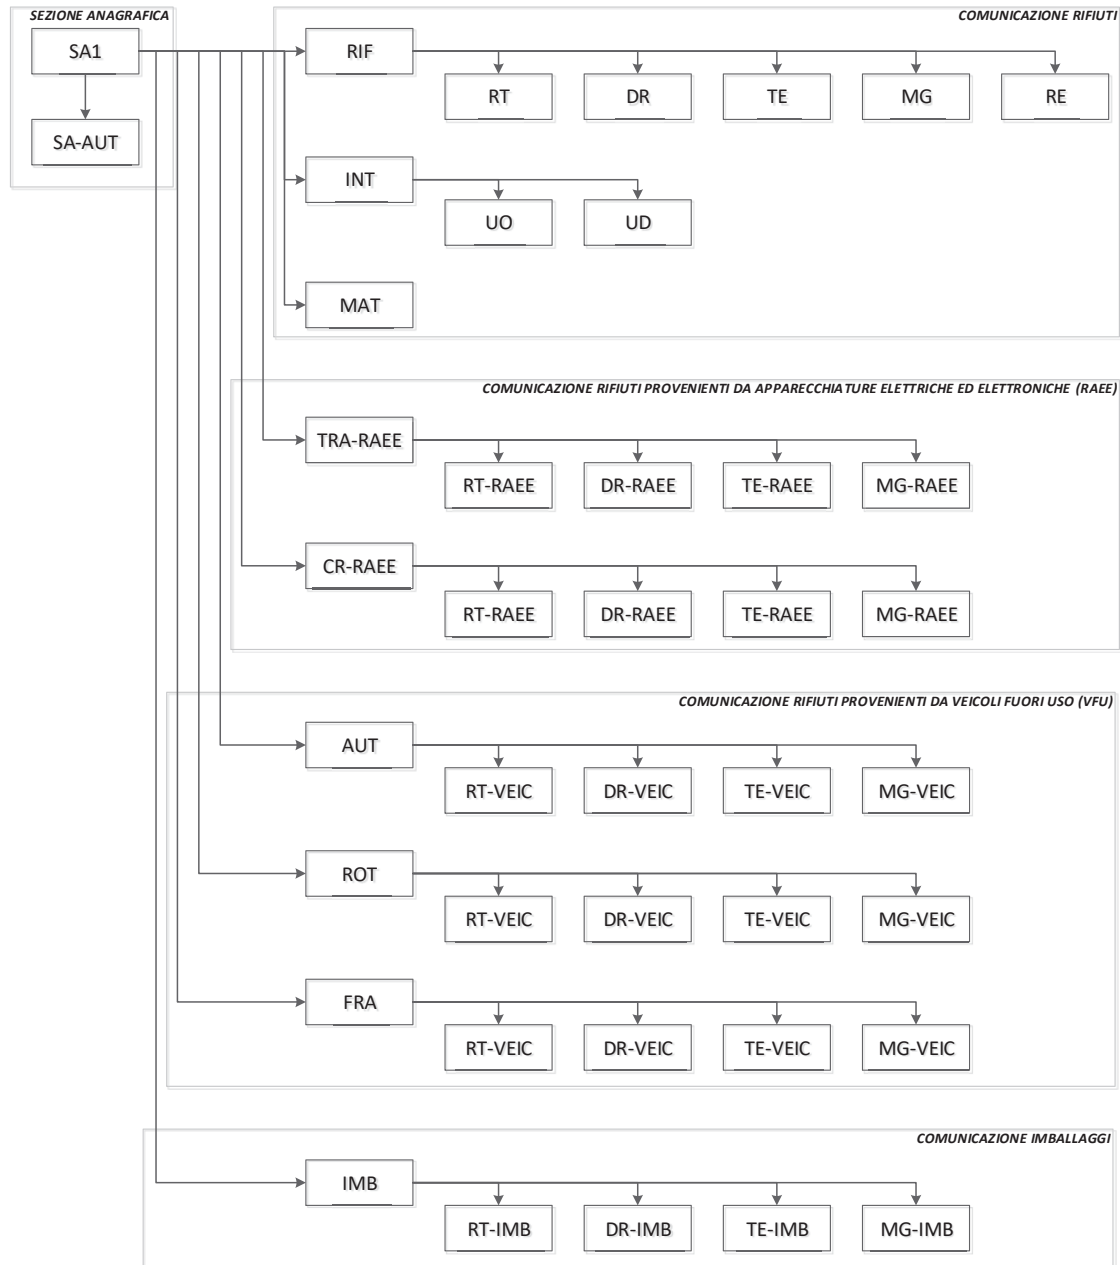 SEZIONE ANAGRAFICA
SA1
SA-AUT
COMUNICAZIONE RIFIUTI
RIF
RT
DR
TE
MG
RE
INT
UO
UD
MAT
COMUNICAZIONE RIFIUTI PROVENIENTI DA APPARECCHIATURE ELETTRICHE ED ELETTRONICHE (RAEE)
TRA-RAEE
RT-RAEE
DR-RAEE
TE-RAEE
MG-RAEE
CR-RAEE
RT-RAEE
DR-RAEE
TE-RAEE
MG-RAEE
COMUNICAZIONE RIFIUTI PROVENIENTI DA VEICOLI FUORI USO (VFU)
AUT
RT-VEIC
DR-VEIC
TE-VEIC
MG-VEIC
ROT
RT-VEIC
DR-VEIC
TE-VEIC
MG-VEIC
FRA
RT-VEIC
DR-VEIC
TE-VEIC
MG-VEIC
COMUNICAZIONE IMBALLAGGI
IMB
RT-IMB
DR-IMB
TE-IMB
MG-IMB